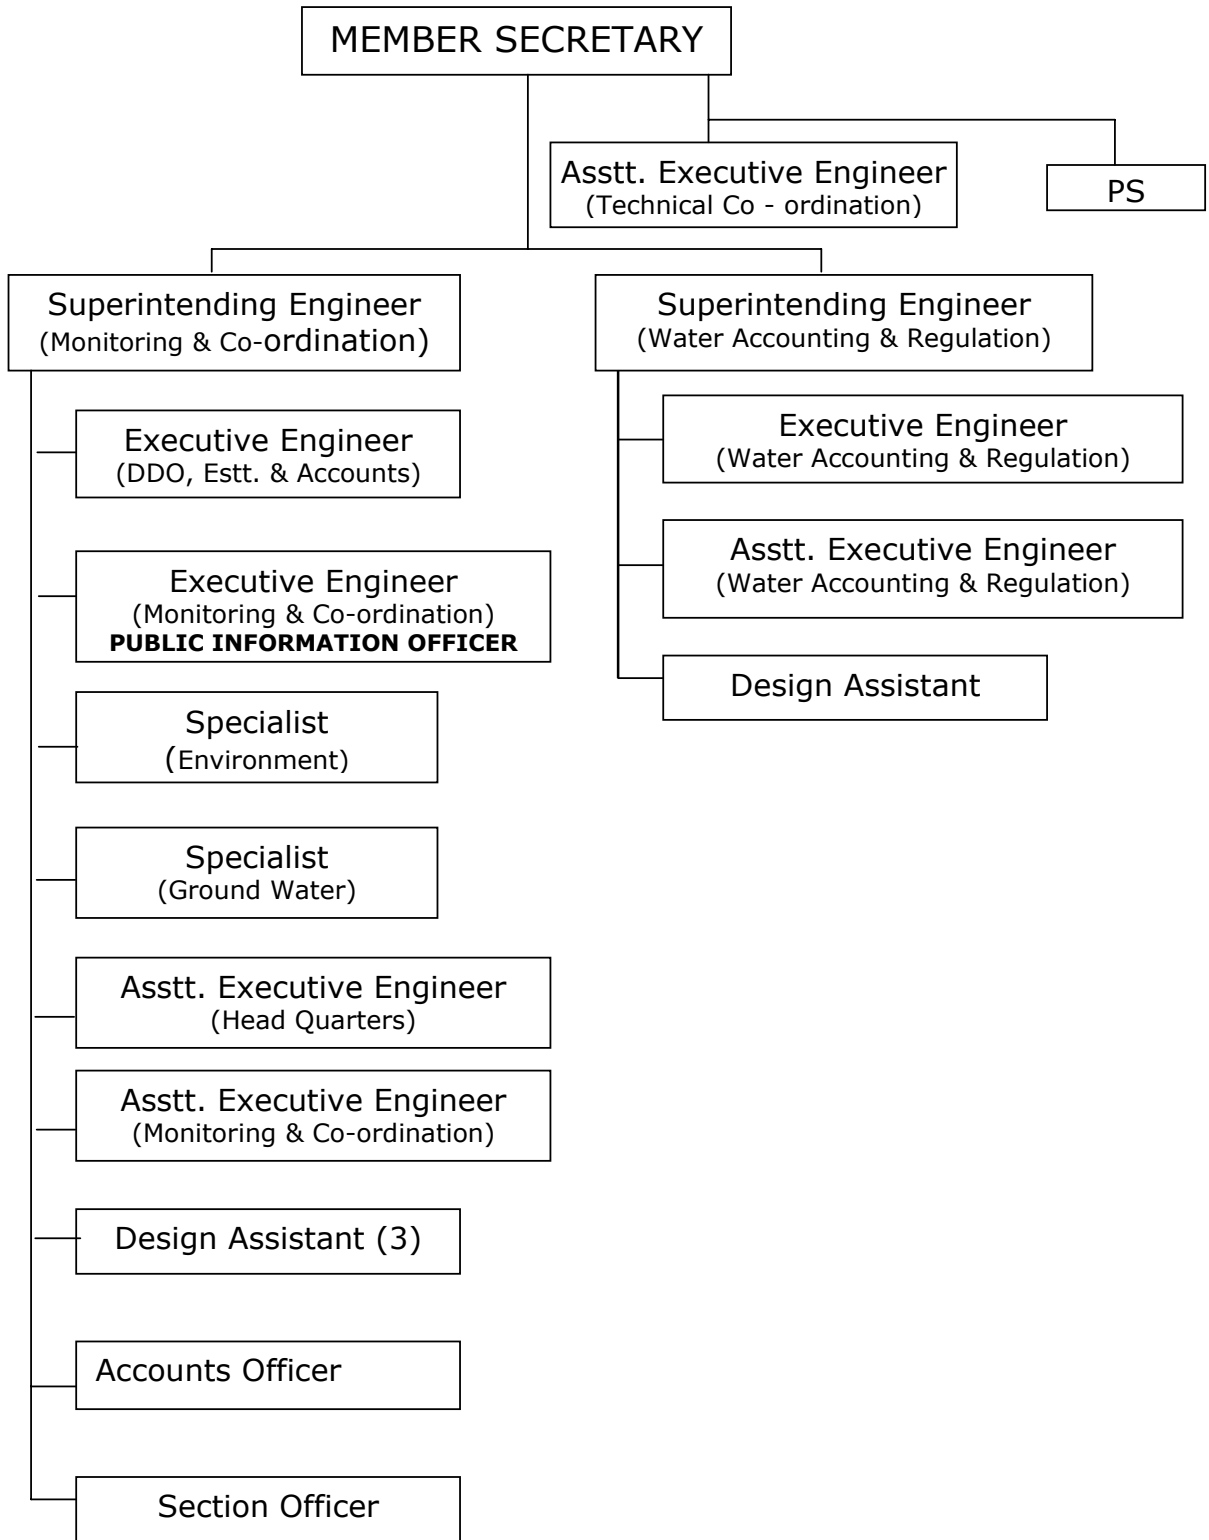 MEMBER SECRETARY
Asstt. Executive Engineer
(Technical Co - ordination)
PS
Superintending Engineer
(Monitoring & Co-ordination)
Superintending Engineer
(Water Accounting & Regulation)
Executive Engineer
(DDO, Estt. & Accounts)
Executive Engineer
(Monitoring & Co-ordination)
PUBLIC INFORMATION OFFICER
Specialist
(Environment)
Specialist
(Ground Water)
Asstt. Executive Engineer
(Head Quarters)
Asstt. Executive Engineer
(Monitoring & Co-ordination)
Design Assistant (3)
Accounts Officer
Section Officer
Executive Engineer
(Water Accounting & Regulation)
Asstt. Executive Engineer
(Water Accounting & Regulation)
Design Assistant